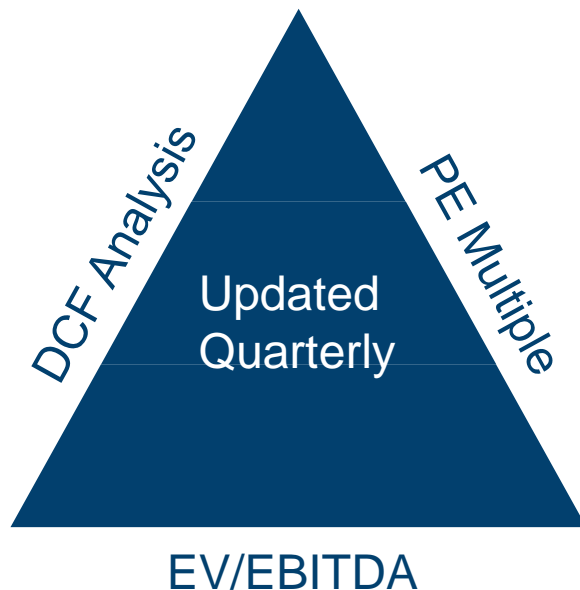 DCF Analysis
PE Multiple
Updated
Quarterly
EV/EBITDA